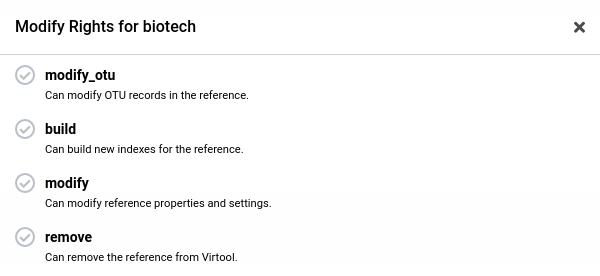 Modify Rights for biotech
modify_otu
Can modify OTU records in the reference.
build
Can build new indexes for the reference.
modify
Can modify reference properties and settings.
remove
Can remove the reference from Virtool.